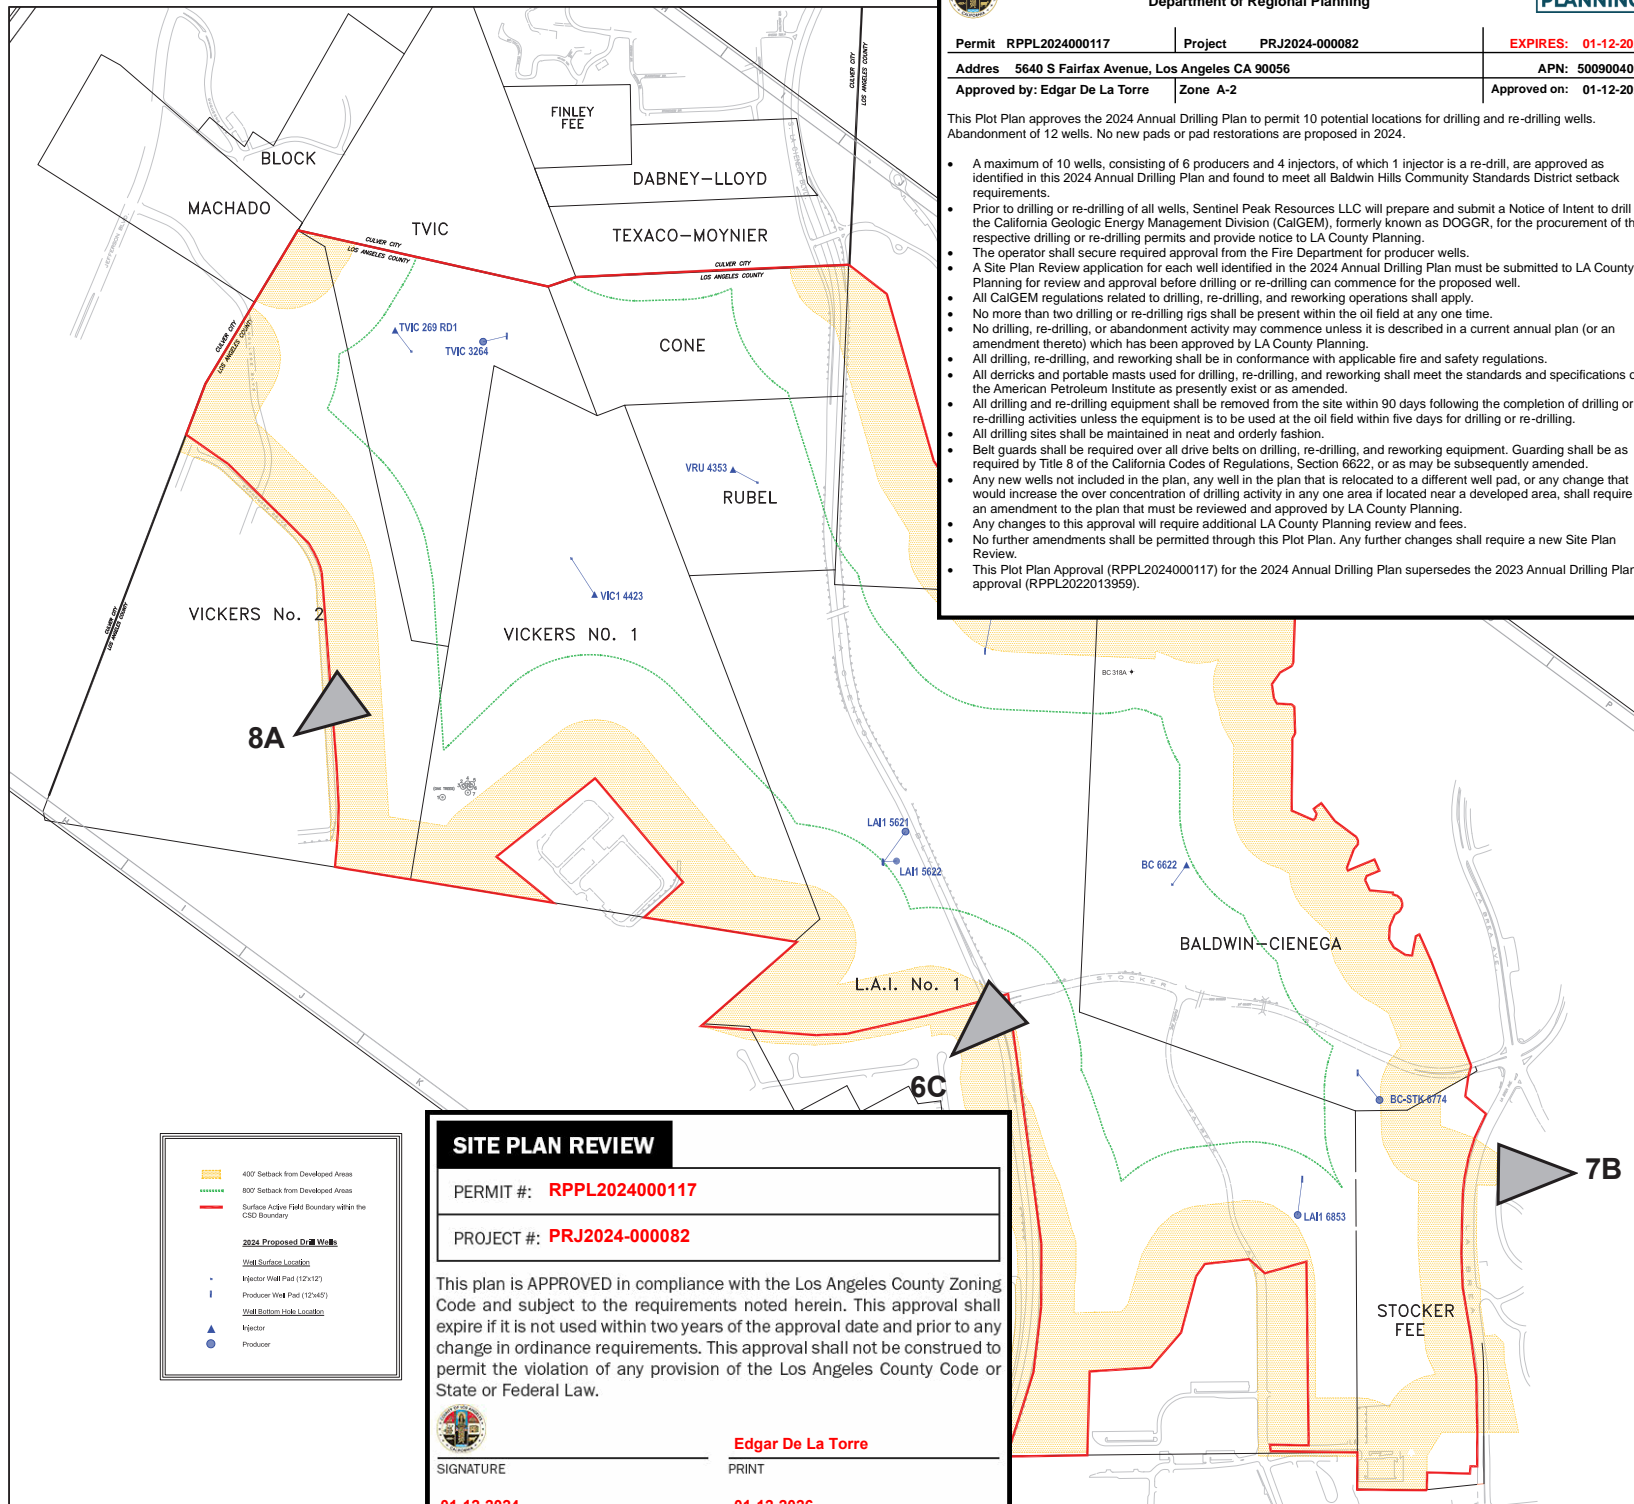 Department of Regional Planning
PLANNING
Permit RPPL2024000117 Project PRJ2024-000082 EXPIRES: 01-12-20
Addres 5640 S Fairfax Avenue, Los Angeles CA 90056 APN: 50090040
Approved by: Edgar De La Torre Zone A-2 Approved on: 01-12-20
This Plot Plan approves the 2024 Annual Drilling Plan to permit 10 potential locations for drilling and re-drilling wells.
Abandonment of 12 wells. No new pads or pad restorations are proposed in 2024.
• A maximum of 10 wells, consisting of 6 producers and 4 injectors, of which 1 injector is a re-drill, are approved as
identified in this 2024 Annual Drilling Plan and found to meet all Baldwin Hills Community Standards District setback
requirements.
• Prior to drilling or re-drilling of all wells, Sentinel Peak Resources LLC will prepare and submit a Notice of Intent to drill
the California Geologic Energy Management Division (CalGEM), formerly known as DOGGR, for the procurement of th
respective drilling or re-drilling permits and provide notice to LA County Planning.
• The operator shall secure required approval from the Fire Department for producer wells.
• A Site Plan Review application for each well identified in the 2024 Annual Drilling Plan must be submitted to LA County
Planning for review and approval before drilling or re-drilling can commence for the proposed well.
• All CalGEM regulations related to drilling, re-drilling, and reworking operations shall apply.
• No more than two drilling or re-drilling rigs shall be present within the oil field at any one time.
• No drilling, re-drilling, or abandonment activity may commence unless it is described in a current annual plan (or an
amendment thereto) which has been approved by LA County Planning.
• All drilling, re-drilling, and reworking shall be in conformance with applicable fire and safety regulations.
• All derricks and portable masts used for drilling, re-drilling, and reworking shall meet the standards and specifications o
the American Petroleum Institute as presently exist or as amended.
• All drilling and re-drilling equipment shall be removed from the site within 90 days following the completion of drilling or
re-drilling activities unless the equipment is to be used at the oil field within five days for drilling or re-drilling.
• All drilling sites shall be maintained in neat and orderly fashion.
• Belt guards shall be required over all drive belts on drilling, re-drilling, and reworking equipment. Guarding shall be as
required by Title 8 of the California Codes of Regulations, Section 6622, or as may be subsequently amended.
• Any new wells not included in the plan, any well in the plan that is relocated to a different well pad, or any change that
would increase the over concentration of drilling activity in any one area if located near a developed area, shall require
an amendment to the plan that must be reviewed and approved by LA County Planning.
• Any changes to this approval will require additional LA County Planning review and fees.
• No further amendments shall be permitted through this Plot Plan. Any further changes shall require a new Site Plan
Review.
• This Plot Plan Approval (RPPL2024000117) for the 2024 Annual Drilling Plan supersedes the 2023 Annual Drilling Plan
approval (RPPL2022013959).
CULVER CITY
LOS ANGELES COUNTY
FINLEY
FEE
BLOCK
DABNEY-LLOYD
MACHADO
TVIC
TEXACO-MOYNIER
CULVER CITY
LOS ANGELES COUNTY
CULVER CITY
LOS ANGELES COUNTY
CULVER CITY
LOS ANGELES COUNTY
TVIC 269 RD1
TVIC 3264
CONE
VRU 4353
RUBEL
VIC1 4423
VICKERS No. 2
VICKERS NO. 1
CULVER CITY
LOS ANGELES COUNTY
BC 318A
8A
LAI1 5621
LAI1 5622
BC 6622
BALDWIN-CIENEGA
STOCKER
L.A.I. No. 1
6C
BC-STK 6774
7B
LAI1 6853
FAIRFAX
LA BREA
STOCKER
FEE
400' Setback from Developed Areas
800' Setback from Developed Areas
Surface Active Field Boundary within the
CSD Boundary
2024 Proposed Drill Wells
Well Surface Location
Injector Well Pad (12'x12')
Producer Well Pad (12'x45')
Well Bottom Hole Location
Injector
Producer
SITE PLAN REVIEW
PERMIT #: RPPL2024000117
PROJECT #: PRJ2024-000082
This plan is APPROVED in compliance with the Los Angeles County Zoning
Code and subject to the requirements noted herein. This approval shall
expire if it is not used within two years of the approval date and prior to any
change in ordinance requirements. This approval shall not be construed to
permit the violation of any provision of the Los Angeles County Code or
State or Federal Law.
Edgar De La Torre
SIGNATURE PRINT
01-12-2024 01-12-2026